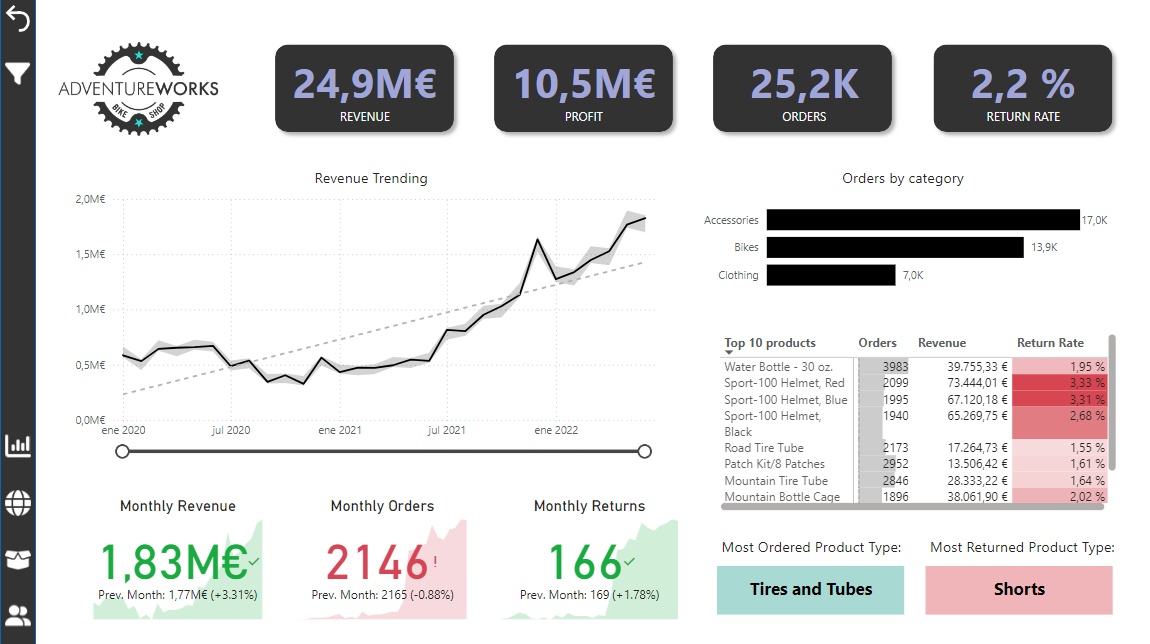 ADVENTUREWORKS
BIKE SHOP
24,9M€
REVENUE
10,5M€
PROFIT
25,2K
ORDERS
2,2 %
RETURN RATE
Revenue Trending
2,0M€
1,5M€
1,0M€
0,5M€
0,0M€
ene 2020
jul 2020
ene 2021
jul 2021
ene 2022
Orders by category
Accessories 17,0K
Bikes 13,9K
Clothing 7,0K
Top 10 products Orders Revenue Return Rate
Water Bottle - 30 oz. 3983 39.755,33 € 1,95 %
Sport-100 Helmet, Red 2099 73.444,01 € 3,33 %
Sport-100 Helmet, Blue 1995 67.120,18 € 3,31 %
Sport-100 Helmet, 1940 65.269,75 € 2,68 %
Black
Road Tire Tube 2173 17.264,73 € 1,55 %
Patch Kit/8 Patches 2952 13.506,42 € 1,61 %
Mountain Tire Tube 2846 28.333,22 € 1,64 %
Mountain Bottle Cage 1896 38.061,90 € 2,02 %
Monthly Revenue
1,83M€
Prev. Month: 1,77M€ (+3.31%)
Monthly Orders
2146!
Prev. Month: 2165 (-0.88%)
Monthly Returns
166
Prev. Month: 169 (+1.78%)
Most Ordered Product Type:
Tires and Tubes
Most Returned Product Type:
Shorts